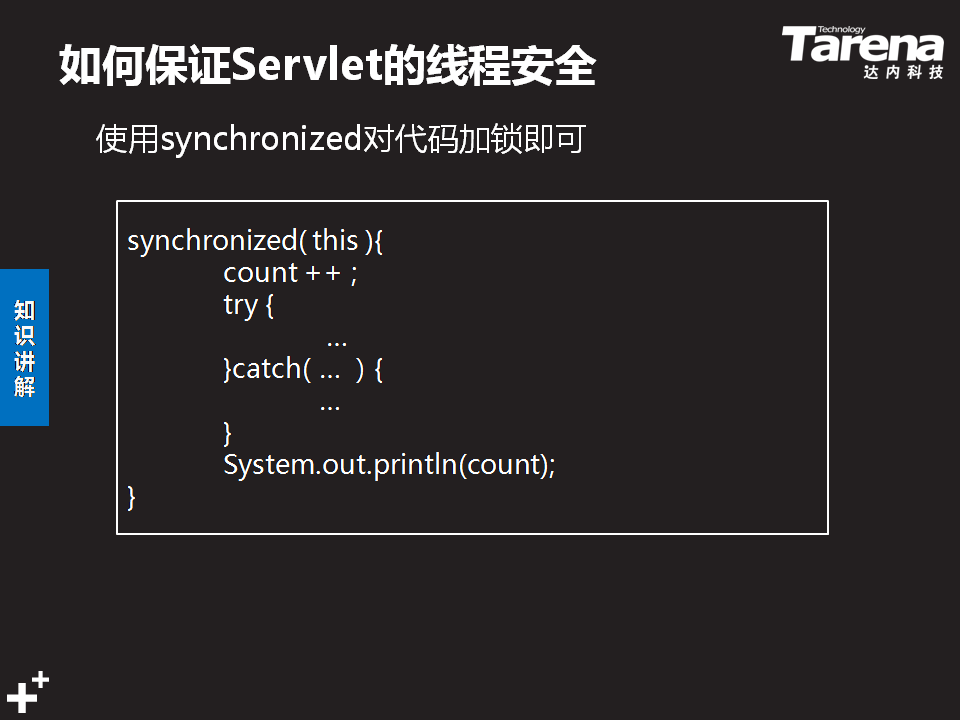 如何保证Servlet的线程安全
Technology
Tarena
达内科技
使用synchronized对代码加锁即可
synchronized( this ){
count ++ ;
try {
...
}catch( ... ) {
...
}
System.out.println(count);
}
知识讲解